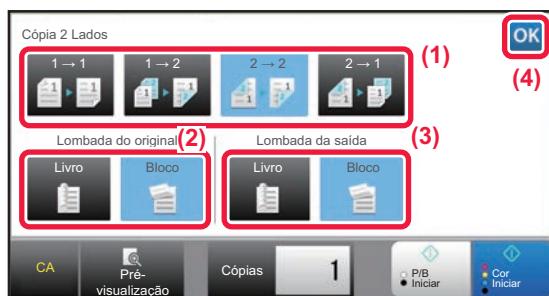 Cópia 2 Lados
OK
1 → 1
1 → 2
2 → 2
2 → 1
(1)
(4)
Lombada do original
(2)
Lombada da saída
(3)
Livro
Bloco
Livro
Bloco
CA
Pré-
visualização
Cópias
1
P/B
Iniciar
Cor
Iniciar